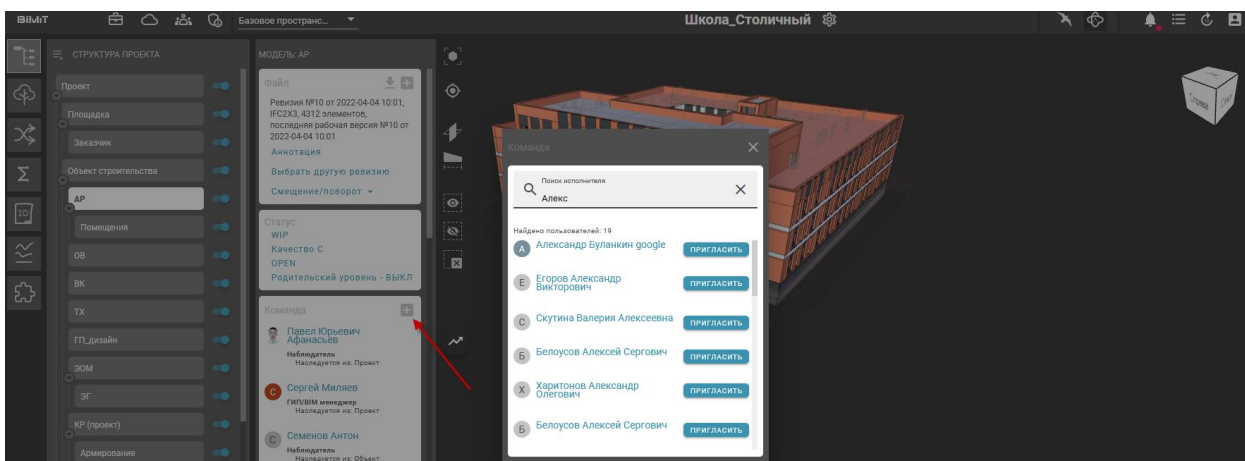 BIMIT
Базовое пространс...
Школа_Столичный
СТРУКТУРА ПРОЕКТА
Проект
Площадка
Заказчик
Объект строительства
АР
Помещения
ОВ
ВК
ТХ
ГП_дизайн
ЭОМ
ЭГ
КР (проект)
Армирование
2D
МОДЕЛЬ: АР
Файл
Ревизия №10 от 2022-04-04 10:01,
IFC2X3, 4312 элементов,
последняя рабочая версия №10 от
2022-04-04 10:01
Аннотация
Выбрать другую ревизию
Смещение/поворот
Статус
WIP
Качество C
OPEN
Родительский уровень - ВЫКЛ
Команда
Павел Юрьевич
Афанасьев
Наблюдатель
Наследуется из: Проект
Сергей Миляев
ГИП/BIM менеджер
Наследуется из: Проект
С
Семенов Антон
Наблюдатель
Наследуется из: Объект
С
Команда
Поиск исполнителя
Алекс
Найдено пользователей: 19
А
Александр Буланкин google
ПРИГЛАСИТЬ
Е
Егоров Александр
Викторович
ПРИГЛАСИТЬ
С
Скутина Валерия Алексеевна
ПРИГЛАСИТЬ
Б
Белоусов Алексей Сергович
ПРИГЛАСИТЬ
Х
Харитонов Александр
Олегович
ПРИГЛАСИТЬ
Б
Белоусов Алексей Сергович
ПРИГЛАСИТЬ
Справа